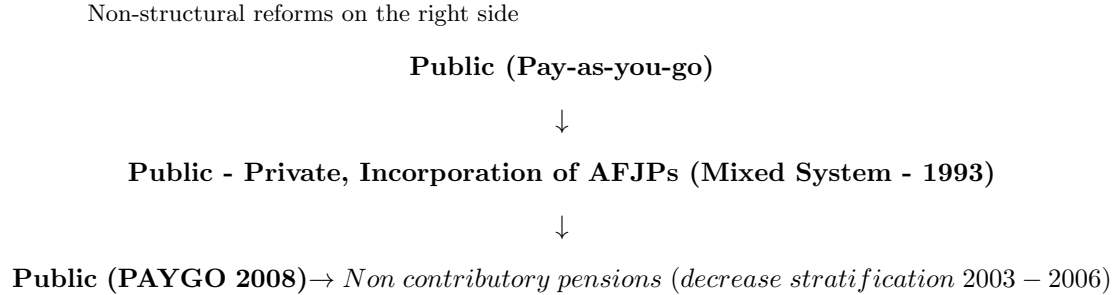 Non-structural reforms on the right side
Public (Pay-as-you-go)
↓
Public - Private, Incorporation of AFJPs (Mixed System - 1993)
↓
Public (PAYGO 2008)→ Non contributory pensions (decrease stratification 2003 − 2006)